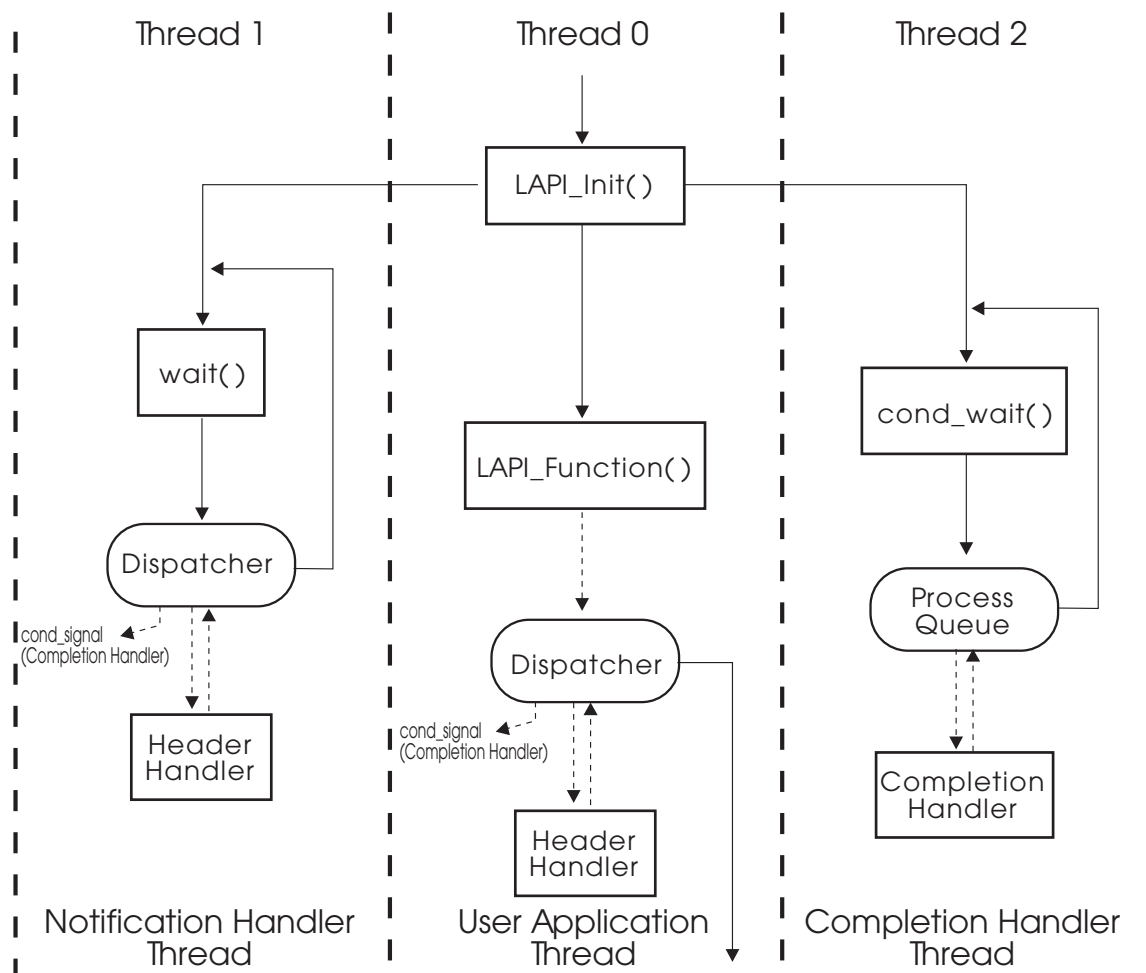 Thread 1
Thread 0
Thread 2
LAPI_Init( )
wait( )
cond_wait( )
LAPI_Function( )
Dispatcher
Process
Queue
cond_signal
(Completion Handler)
Dispatcher
cond_signal
(Completion Handler)
Header
Handler
Completion
Handler
Header
Handler
Notification Handler
Thread
User Application
Thread
Completion Handler
Thread